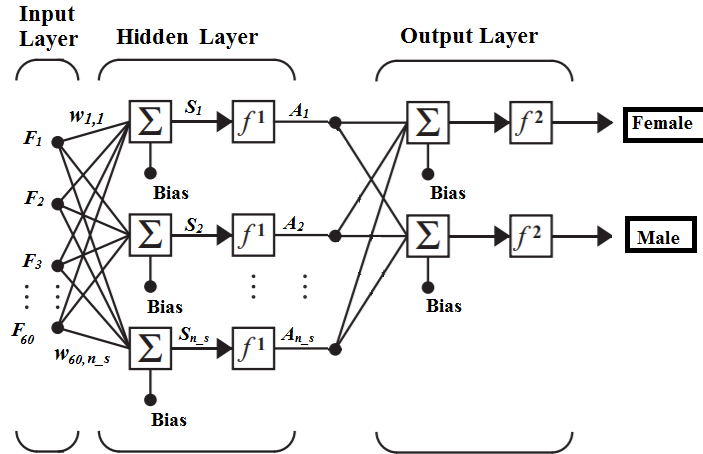 Input
Layer
Hidden Layer
Output Layer
w1,1
S1
A1
Σ
f1
Σ
f2
Female
F1
Bias
Bias
F2
S2
A2
Σ
f1
Σ
f2
Male
F3
Bias
Bias
F60
w60,n_s
Sn_s
An_s
Σ
f1
Bias